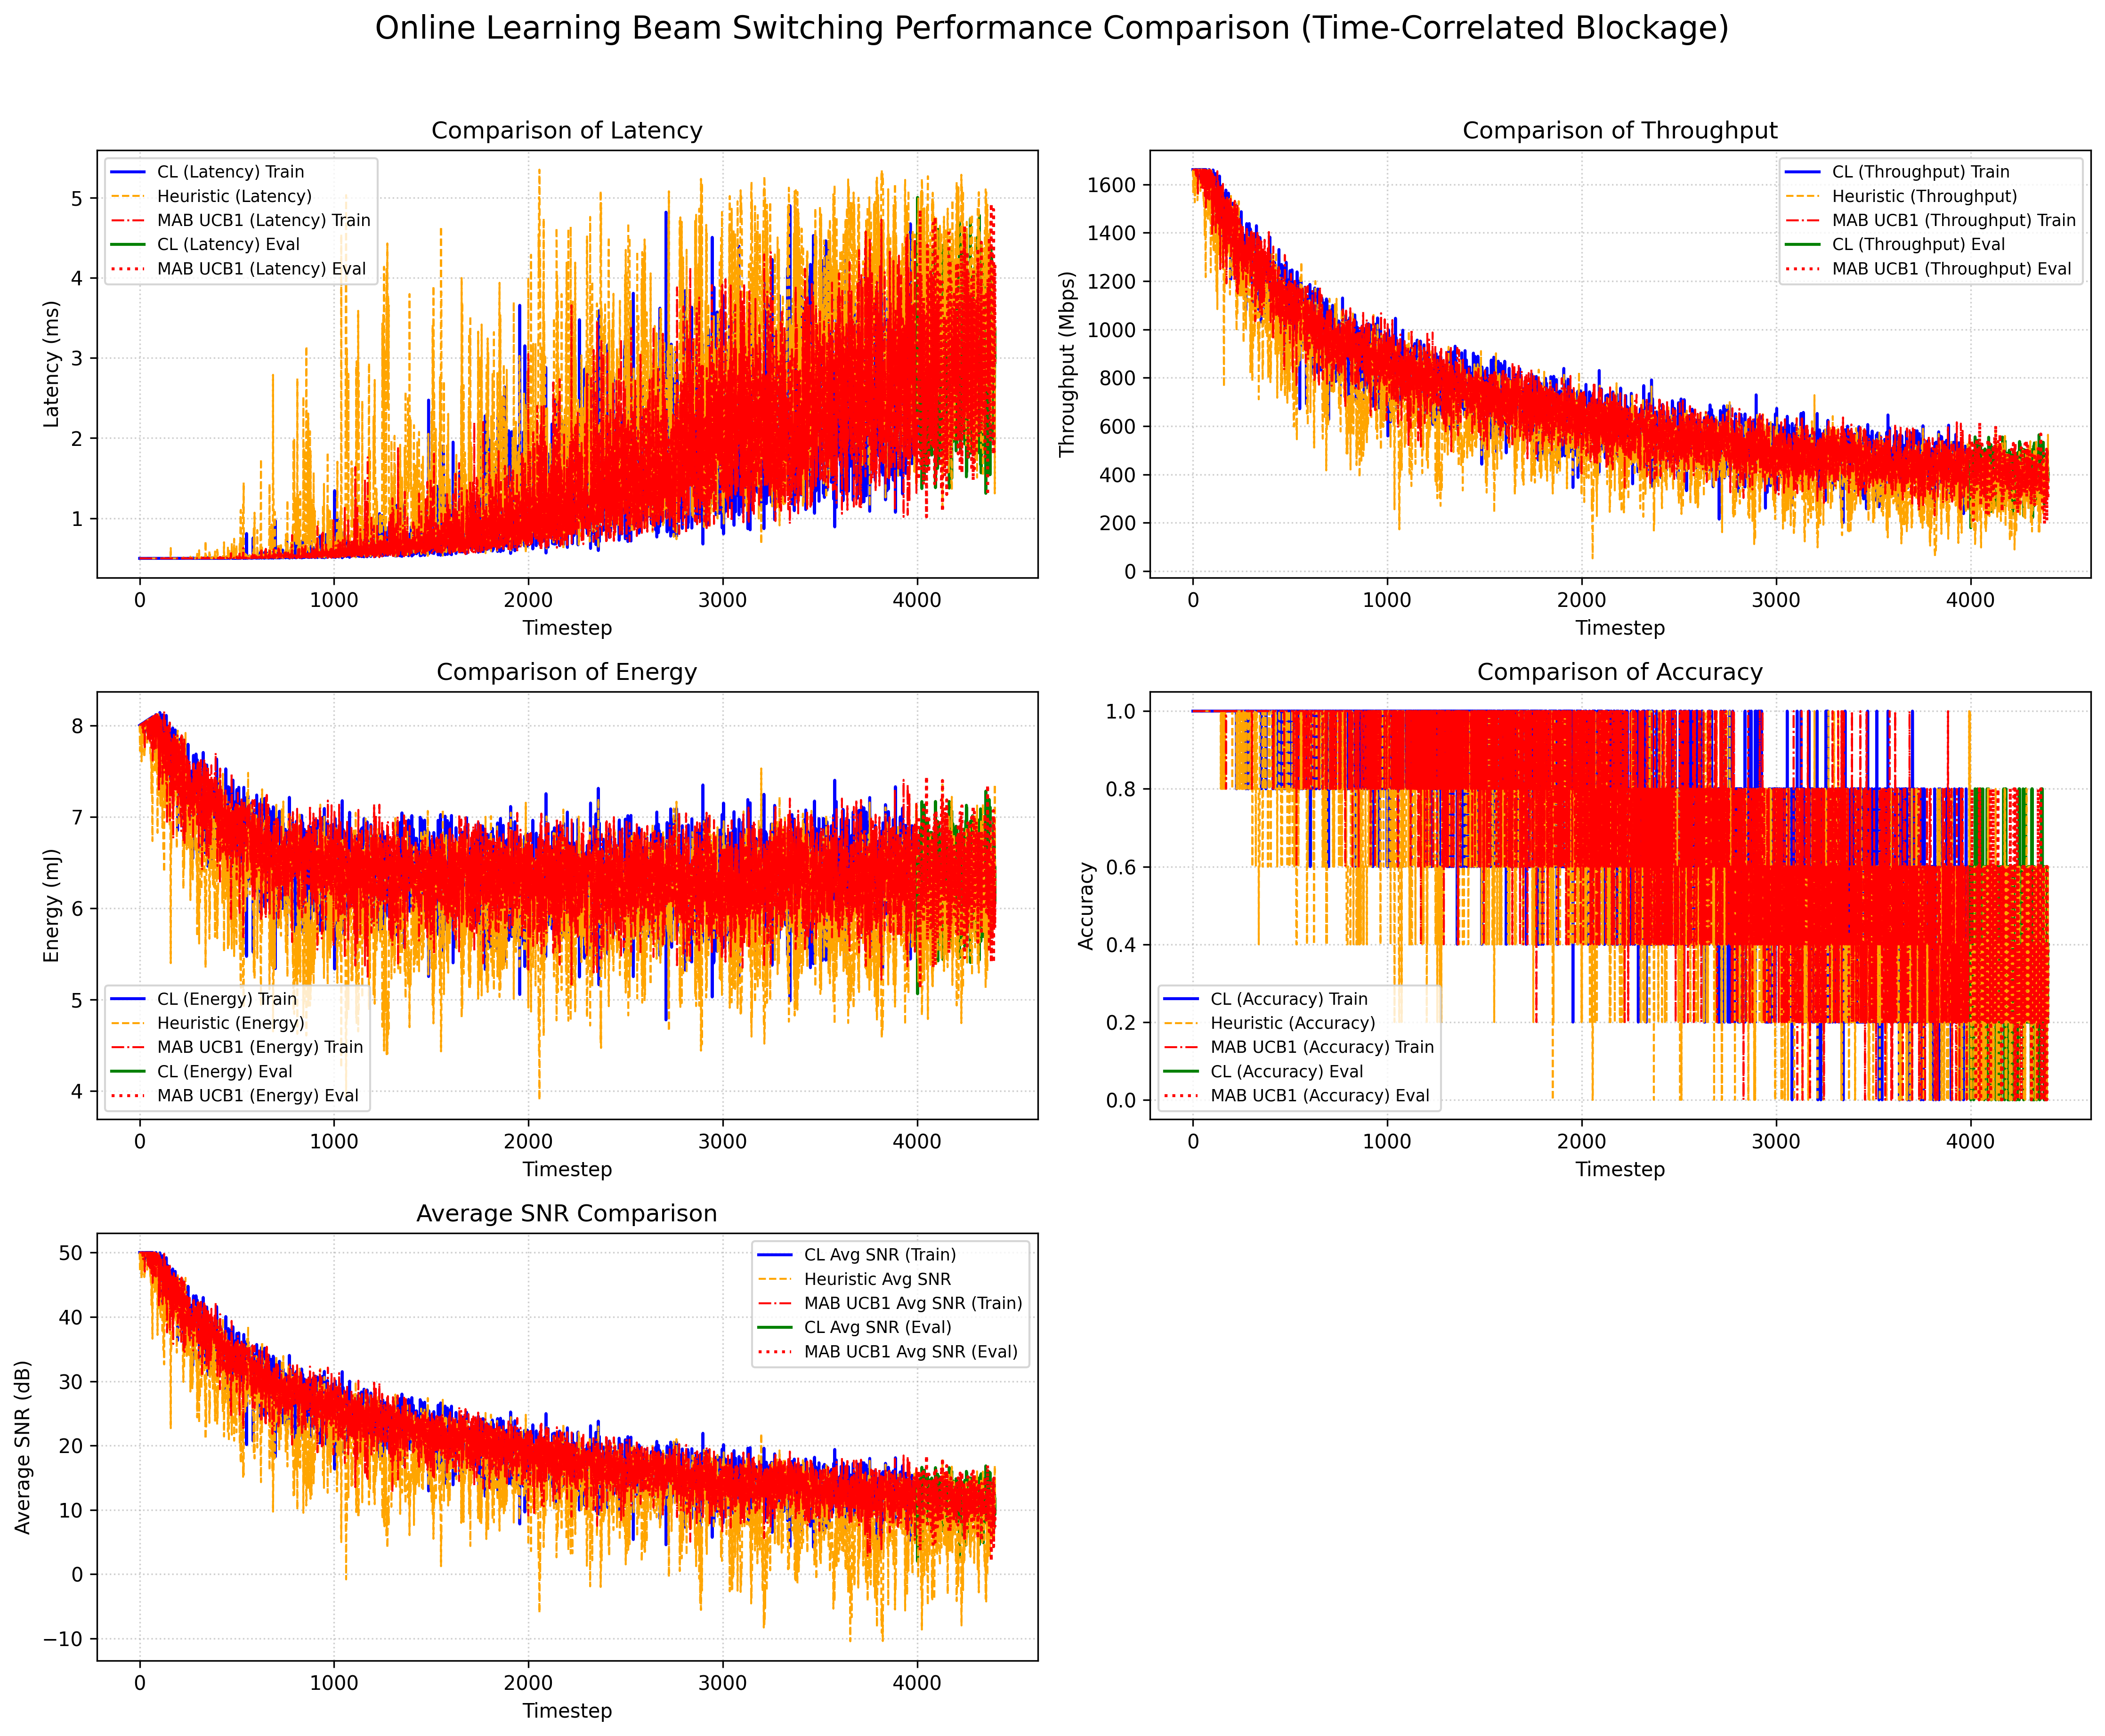 Online Learning Beam Switching Performance Comparison (Time-Correlated Blockage)
Comparison of Latency
CL (Latency) Train
Heuristic (Latency)
MAB UCB1 (Latency) Train
CL (Latency) Eval
MAB UCB1 (Latency) Eval
Latency (ms)
5
4
3
2
1
0
1000
2000
3000
4000
Timestep
Comparison of Throughput
CL (Throughput) Train
Heuristic (Throughput)
MAB UCB1 (Throughput) Train
CL (Throughput) Eval
MAB UCB1 (Throughput) Eval
Throughput (Mbps)
1600
1400
1200
1000
800
600
400
200
0
0
1000
2000
3000
4000
Timestep
Comparison of Energy
Energy (mJ)
8
7
6
5
4
CL (Energy) Train
Heuristic (Energy)
MAB UCB1 (Energy) Train
CL (Energy) Eval
MAB UCB1 (Energy) Eval
0
1000
2000
3000
4000
Timestep
Comparison of Accuracy
Accuracy
1.0
0.8
0.6
0.4
0.2
0.0
CL (Accuracy) Train
Heuristic (Accuracy)
MAB UCB1 (Accuracy) Train
CL (Accuracy) Eval
MAB UCB1 (Accuracy) Eval
0
1000
2000
3000
4000
Timestep
Average SNR Comparison
CL Avg SNR (Train)
Heuristic Avg SNR
MAB UCB1 Avg SNR (Train)
CL Avg SNR (Eval)
MAB UCB1 Avg SNR (Eval)
Average SNR (dB)
50
40
30
20
10
0
−10
0
1000
2000
3000
4000
Timestep